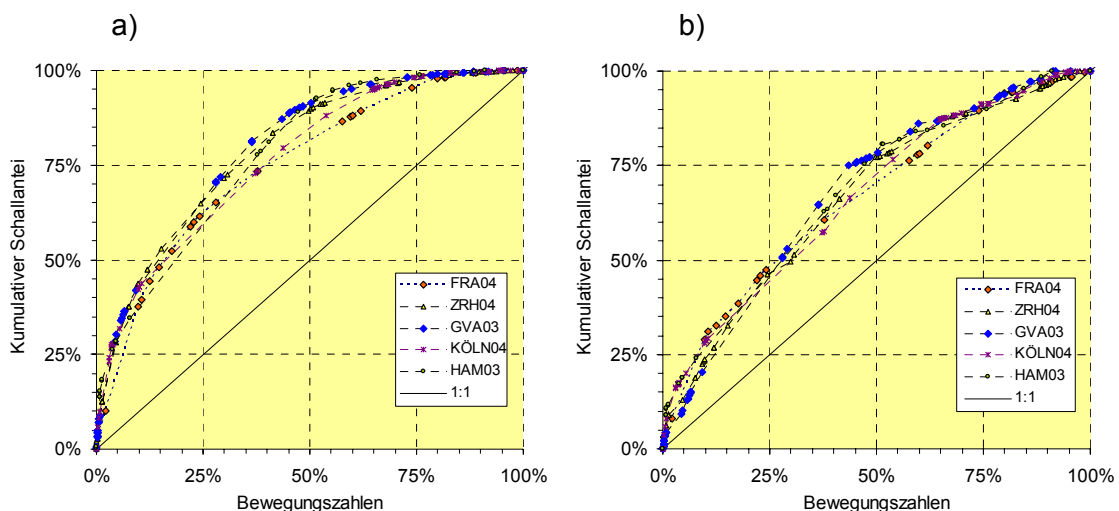 a)
100%
75%
50%
25%
0%
0% 25% 50% 75% 100%
Kumulativer Schallantei
Bewegungszahlen
FRA04
ZRH04
GVA03
KÖLN04
HAM03
1:1
b)
100%
75%
50%
25%
0%
0% 25% 50% 75% 100%
Kumulativer Schallantei
Bewegungszahlen
FRA04
ZRH04
GVA03
KÖLN04
HAM03
1:1